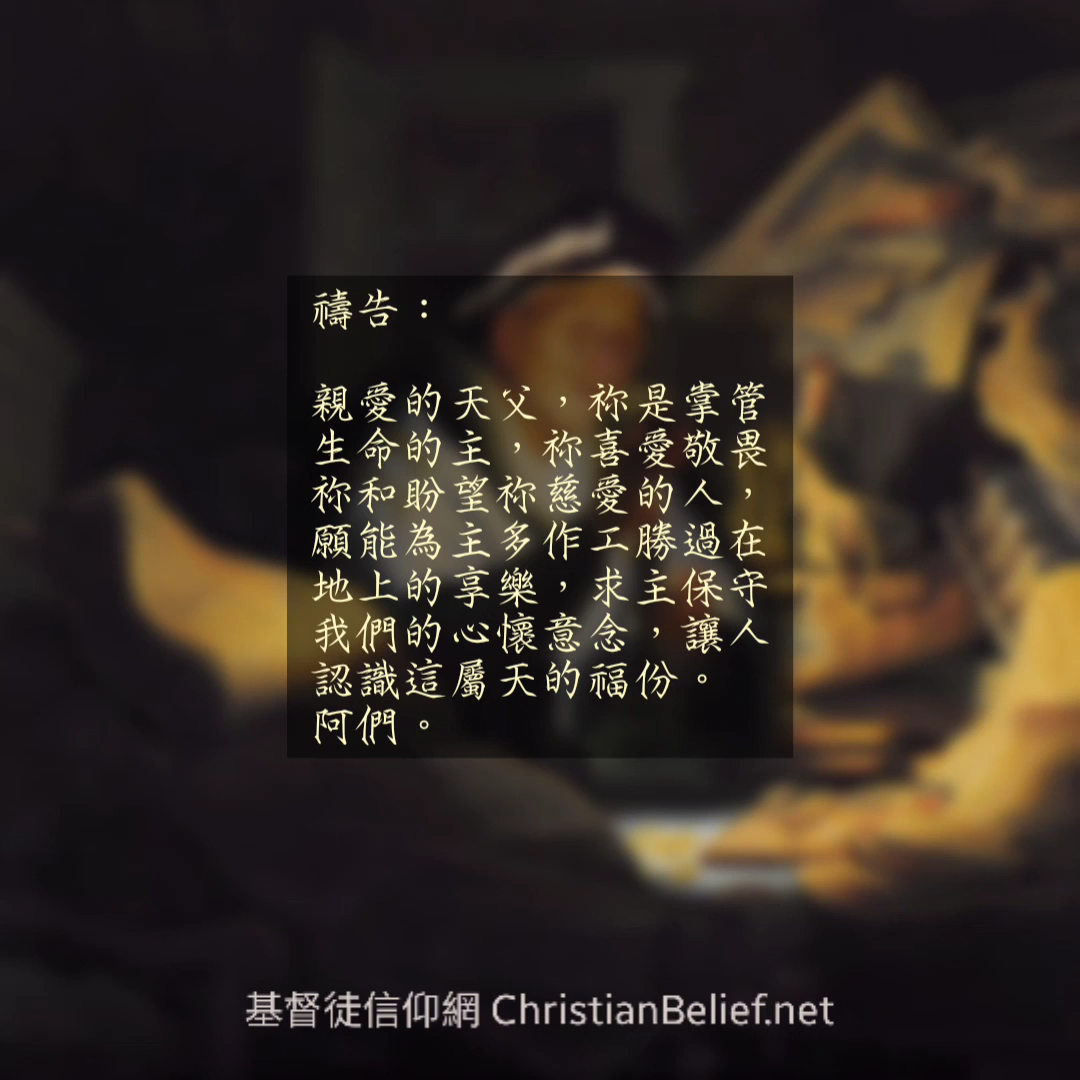 禱告：
親愛的天父，祢是掌管
生命的主，祢喜愛敬畏
祢和盼望祢慈愛的人，
願能為主多作工勝過在
地上的享樂，求主保守
我們的心懷意念，讓人
認識這屬天的福份。
阿們。
基督徒信仰網 ChristianBelief.net